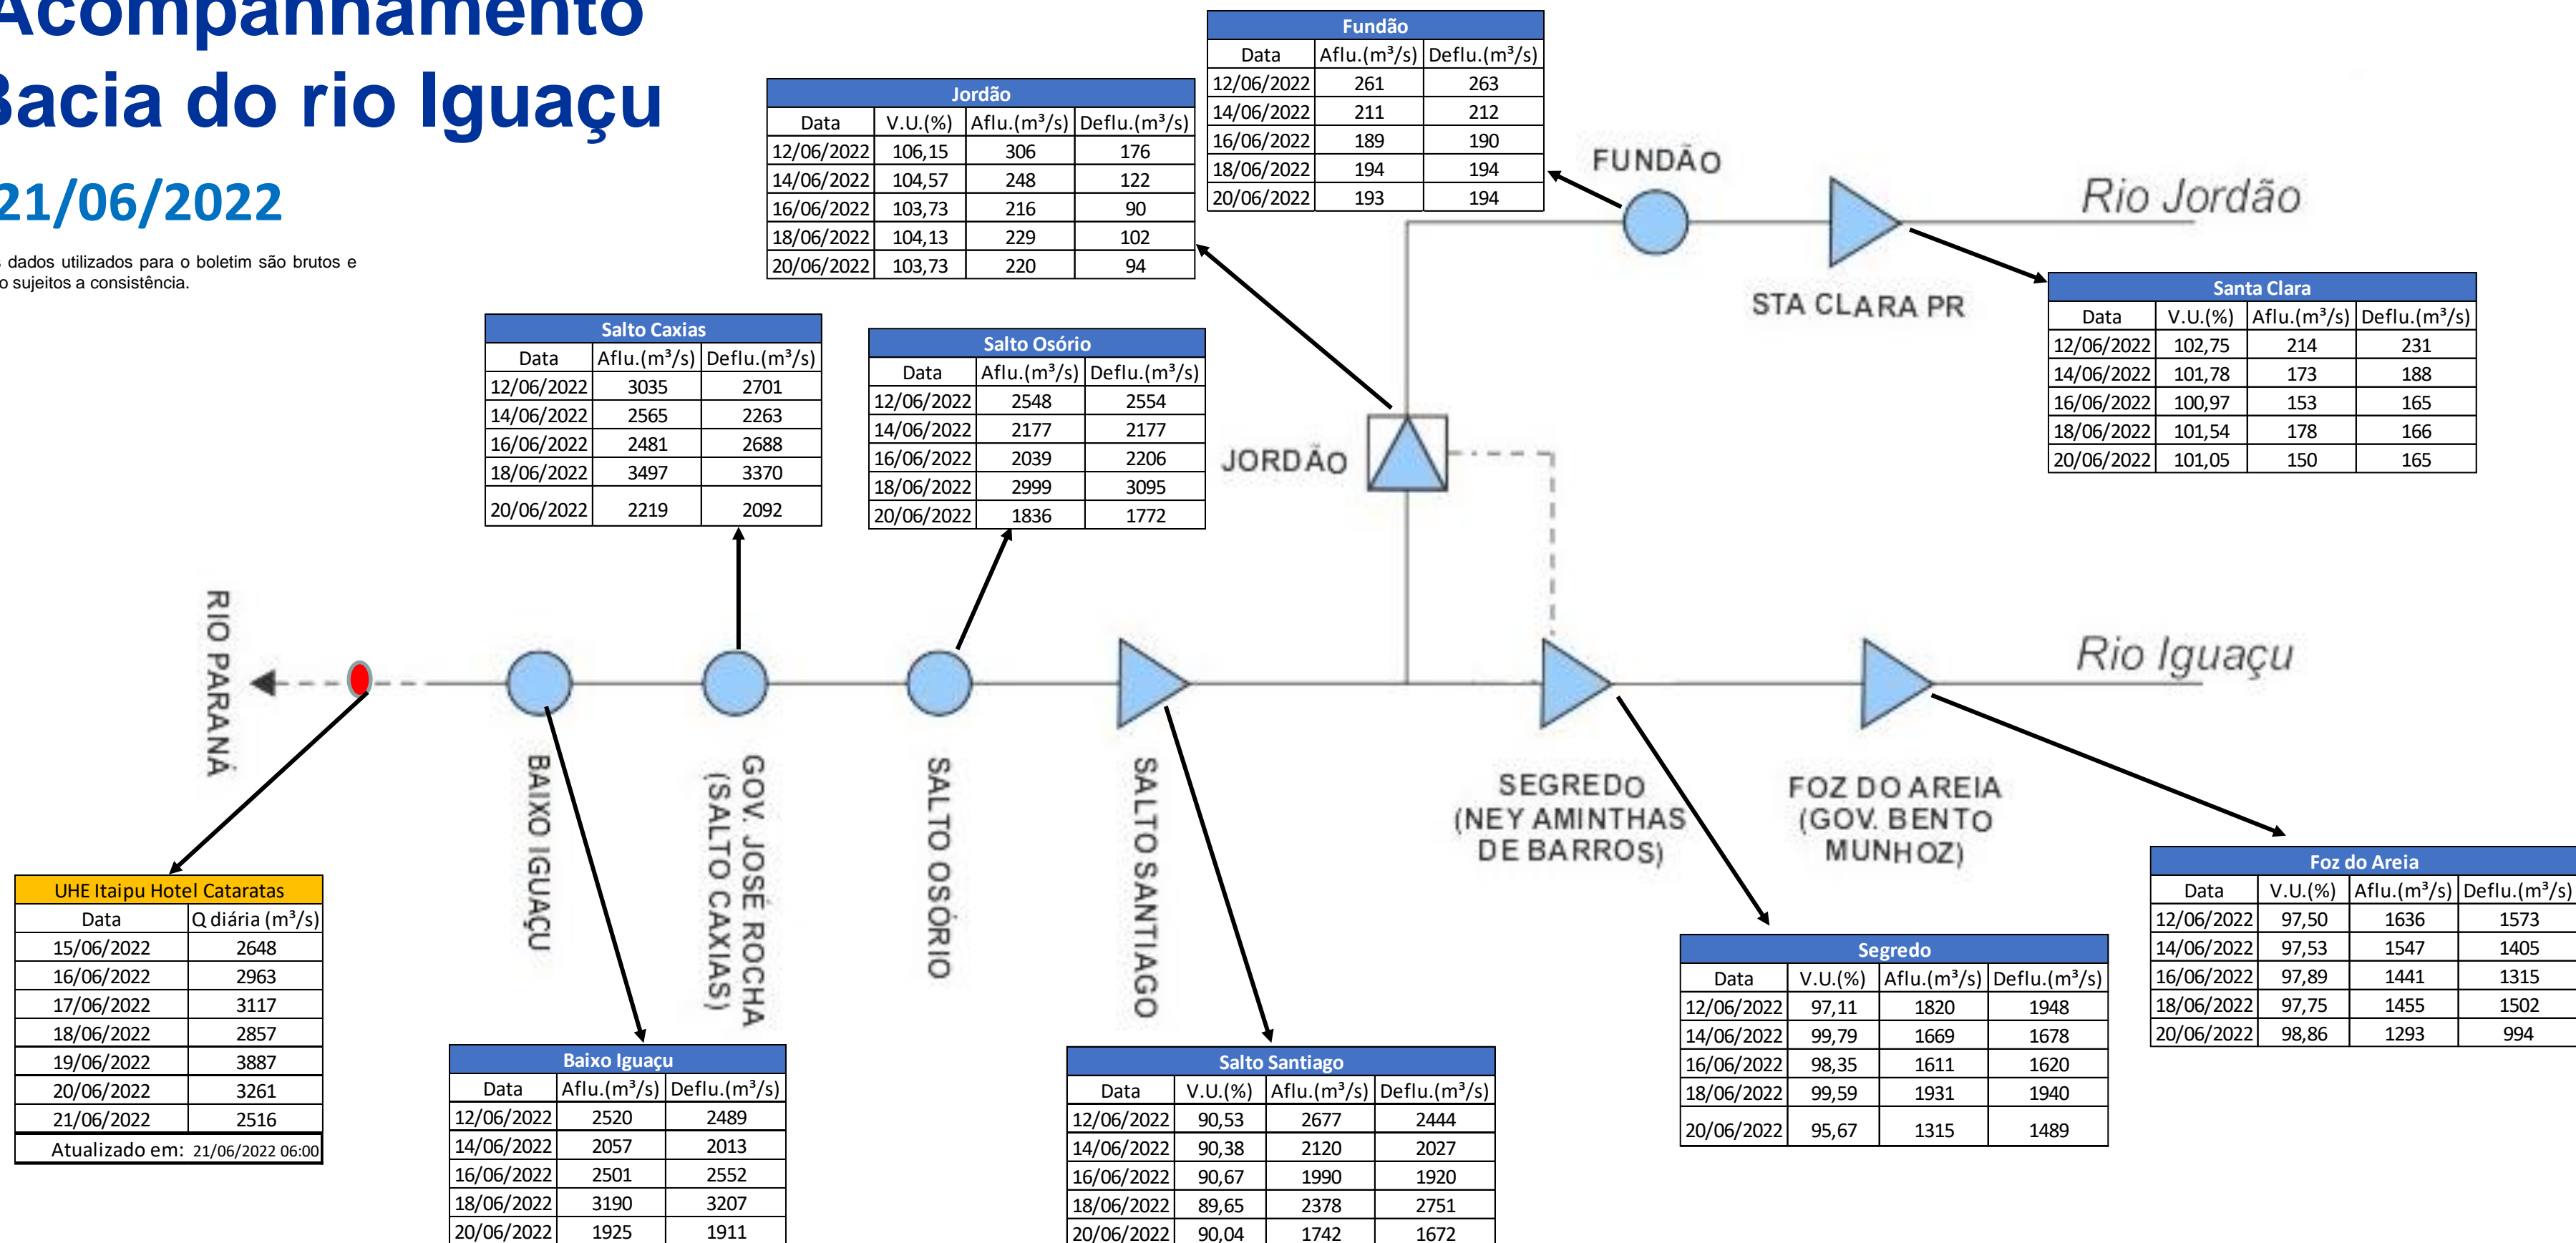 Acompanhamento
Bacia do rio Iguaçu
21/06/2022
dados utilizados para o boletim são brutos e
sujeitos a consistência.
Fundão
Data Aflu.(m³/s) Deflu.(m³/s)
12/06/2022 261 263
14/06/2022 211 212
16/06/2022 189 190
18/06/2022 194 194
20/06/2022 193 194
Jordão
Data V.U.(%) Aflu.(m³/s) Deflu.(m³/s)
12/06/2022 106,15 306 176
14/06/2022 104,57 248 122
16/06/2022 103,73 216 90
18/06/2022 104,13 229 102
20/06/2022 103,73 220 94
FUNDÃO
Rio Jordão
STA CLARA PR
Santa Clara
Data V.U.(%) Aflu.(m³/s) Deflu.(m³/s)
12/06/2022 102,75 214 231
14/06/2022 101,78 173 188
16/06/2022 100,97 153 165
18/06/2022 101,54 178 166
20/06/2022 101,05 150 165
Salto Caxias
Data Aflu.(m³/s) Deflu.(m³/s)
12/06/2022 3035 2701
14/06/2022 2565 2263
16/06/2022 2481 2688
18/06/2022 3497 3370
20/06/2022 2219 2092
Salto Osório
Data Aflu.(m³/s) Deflu.(m³/s)
12/06/2022 2548 2554
14/06/2022 2177 2177
16/06/2022 2039 2206
18/06/2022 2999 3095
20/06/2022 1836 1772
JORDÃO
RIO PARANÁ
Rio Iguaçu
BAIXO IGUAÇU
GOV. JOSÉ ROCHA
(SALTO CAXIAS)
SALTO OSÓRIO
SALTO SANTIAGO
SEGREDO
(NEY AMINTHAS
DE BARROS)
FOZ DO AREIA
(GOV. BENTO
MUNHOZ)
UHE Itaipu Hotel Cataratas
Data Q diária (m³/s)
15/06/2022 2648
16/06/2022 2963
17/06/2022 3117
18/06/2022 2857
19/06/2022 3887
20/06/2022 3261
21/06/2022 2516
Atualizado em: 21/06/2022 06:00
Baixo Iguaçu
Data Aflu.(m³/s) Deflu.(m³/s)
12/06/2022 2520 2489
14/06/2022 2057 2013
16/06/2022 2501 2552
18/06/2022 3190 3207
20/06/2022 1925 1911
Salto Santiago
Data V.U.(%) Aflu.(m³/s) Deflu.(m³/s)
12/06/2022 90,53 2677 2444
14/06/2022 90,38 2120 2027
16/06/2022 90,67 1990 1920
18/06/2022 89,65 2378 2751
20/06/2022 90,04 1742 1672
Segredo
Data V.U.(%) Aflu.(m³/s) Deflu.(m³/s)
12/06/2022 97,11 1820 1948
14/06/2022 99,79 1669 1678
16/06/2022 98,35 1611 1620
18/06/2022 99,59 1931 1940
20/06/2022 95,67 1315 1489
Foz do Areia
Data V.U.(%) Aflu.(m³/s) Deflu.(m³/s)
12/06/2022 97,50 1636 1573
14/06/2022 97,53 1547 1405
16/06/2022 97,89 1441 1315
18/06/2022 97,75 1455 1502
20/06/2022 98,86 1293 994